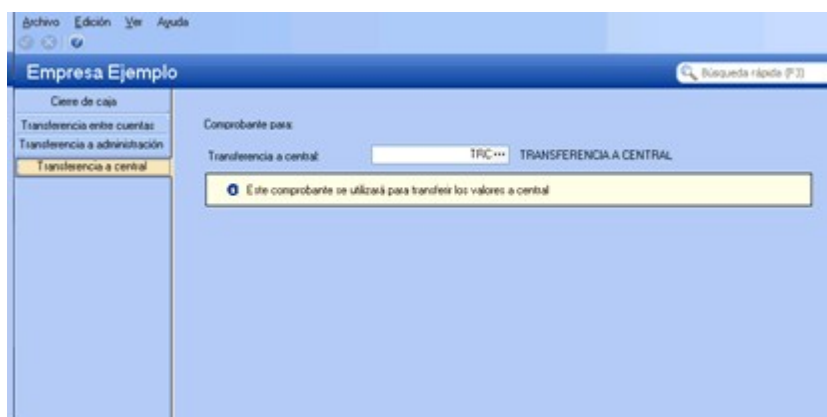 Archivo Edición Ver Ayuda
Empresa Ejemplo
Búsqueda rápida (F3)
Cierre de caja
Transferencia entre cuentas
Transferencia a administración
Transferencia a central
Comprobante para:
Transferencia a central: TRC... TRANSFERENCIA A CENTRAL
Este comprobante se utilizará para transferir los valores a central